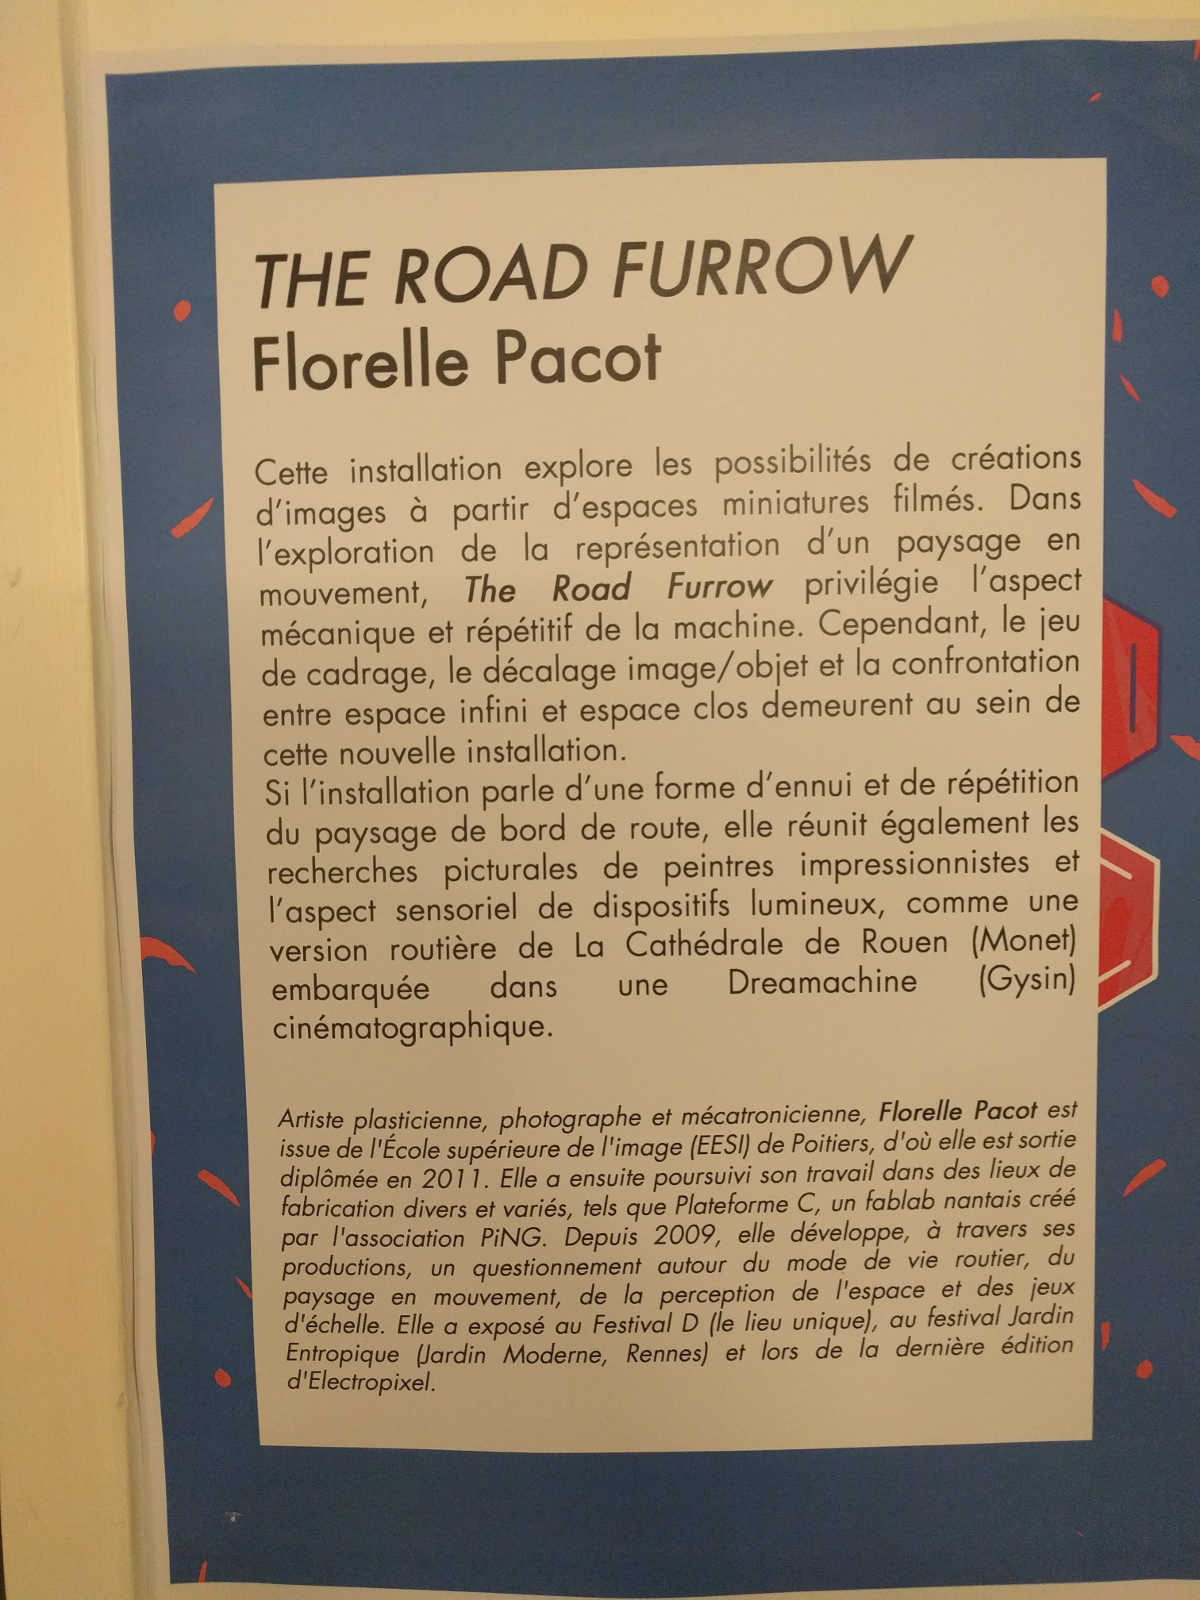 THE ROAD FURROW
Florelle Pacot
Cette installation explore les possibilités de créations
d’images à partir d’espaces miniatures filmés. Dans
l’exploration de la représentation d’un paysage en
mouvement, The Road Furrow privilégie l’aspect
mécanique et répétitif de la machine. Cependant, le jeu
de cadrage, le décalage image/objet et la confrontation
entre espace infini et espace clos demeurent au sein de
cette nouvelle installation.
Si l’installation parle d’une forme d’ennui et de répétition
du paysage de bord de route, elle réunit également les
recherches picturales de peintres impressionnistes et
l’aspect sensoriel de dispositifs lumineux, comme une
version routière de La Cathédrale de Rouen (Monet)
embarquée dans une Dreamachine (Gysin)
cinématographique.
Artiste plasticienne, photographe et mécatronicienne, Florelle Pacot est
issue de l'École supérieure de l'image (EESI) de Poitiers, d'où elle est sortie
diplômée en 2011. Elle a ensuite poursuivi son travail dans des lieux de
fabrication divers et variés, tels que Plateforme C, un fablab nantais créé
par l'association PiNG. Depuis 2009, elle développe, à travers ses
productions, un questionnement autour du mode de vie routier, du
paysage en mouvement, de la perception de l'espace et des jeux
d'échelle. Elle a exposé au Festival D (le lieu unique), au festival Jardin
Entropique (Jardin Moderne, Rennes) et lors de la dernière édition
d'Electropixel.